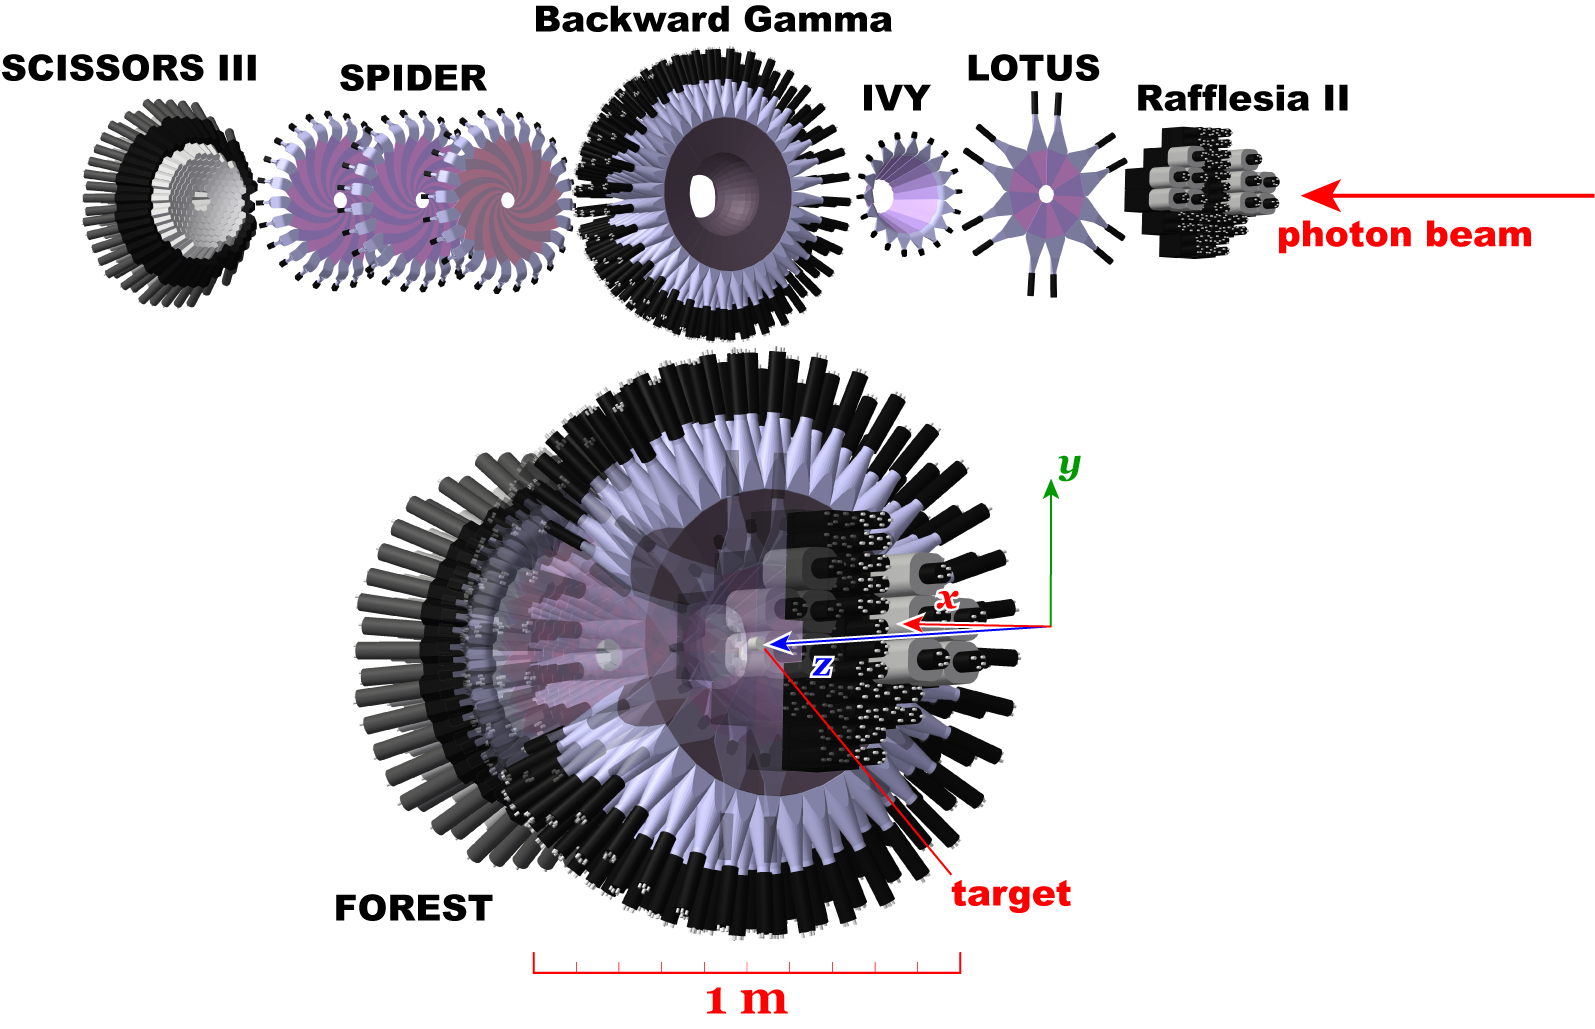 Backward Gamma
SCISSORS III
SPIDER
IVY
LOTUS
Rafflesia II
photon beam
y
x
z
target
FOREST
1 m